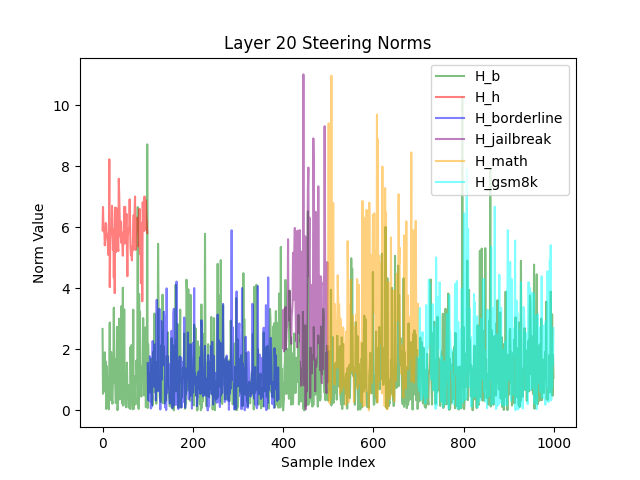 Layer 20 Steering Norms
H_b
H_h
H_borderline
H_jailbreak
H_math
H_gsm8k
Norm Value
10
8
6
4
2
0
0
200
400
600
800
1000
Sample Index